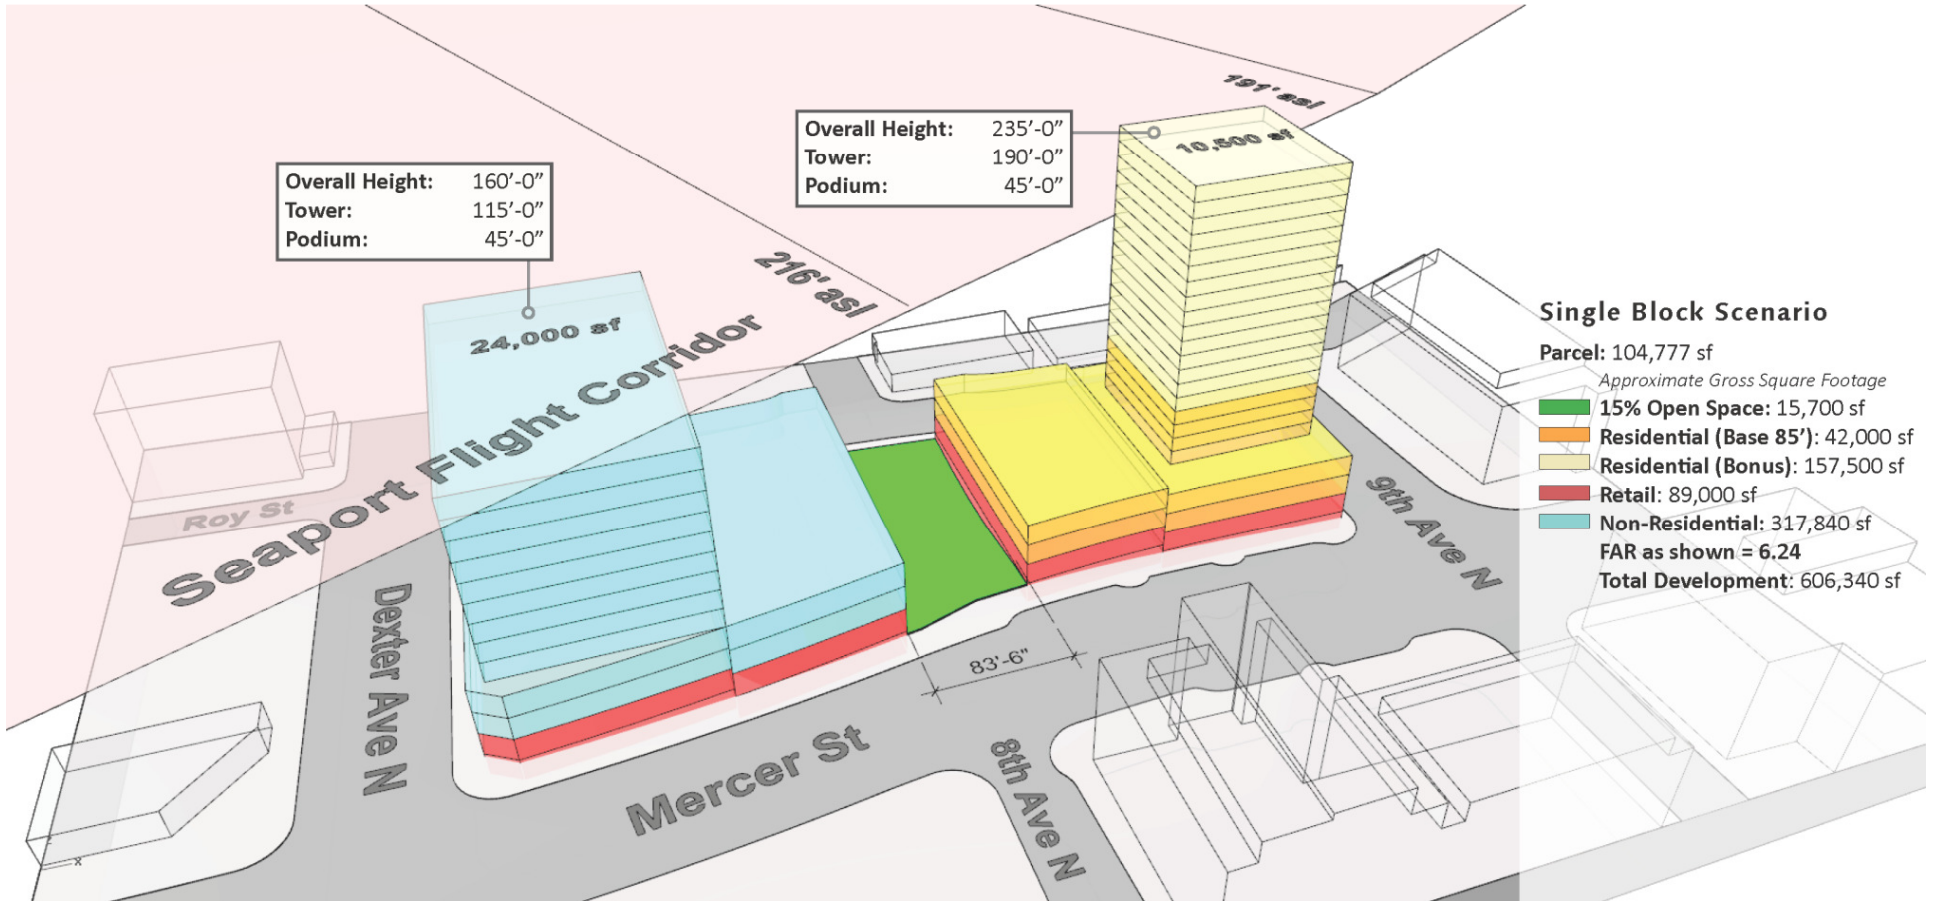 191' asl
Overall Height: 235'-0"
Tower: 190'-0"
Podium: 45'-0"
10,500 sf
Overall Height: 160'-0"
Tower: 115'-0"
Podium: 45'-0"
216' asl
24,000 sf
Seaport Flight Corridor
Roy St
Dexter Ave N
Mercer St
83'-6"
8th Ave N
9th Ave N
Single Block Scenario
Parcel: 104,777 sf
Approximate Gross Square Footage
15% Open Space: 15,700 sf
Residential (Base 85'): 42,000 sf
Residential (Bonus): 157,500 sf
Retail: 89,000 sf
Non-Residential: 317,840 sf
FAR as shown = 6.24
Total Development: 606,340 sf
x